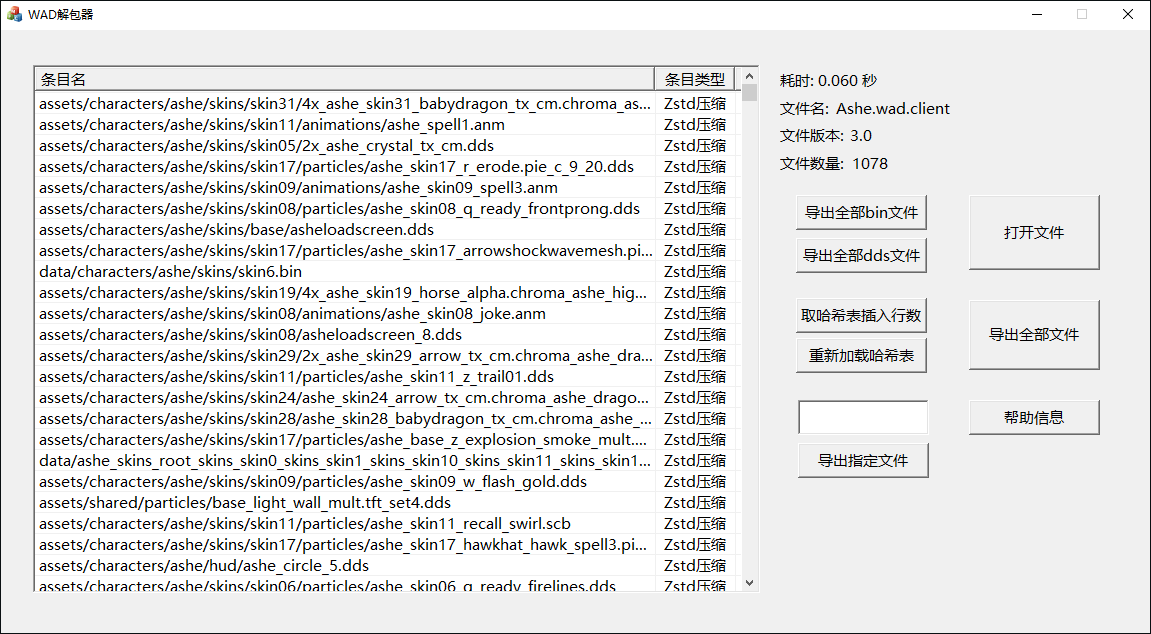 WAD解包器
条目名 条目类型
assets/characters/ashe/skins/skin31/4x_ashe_skin31_babydragon_tx_cm.chroma_as... Zstd压缩
assets/characters/ashe/skins/skin11/animations/ashe_spell1.anm Zstd压缩
assets/characters/ashe/skins/skin05/2x_ashe_crystal_tx_cm.dds Zstd压缩
assets/characters/ashe/skins/skin17/particles/ashe_skin17_r_erode.pie_c_9_20.dds Zstd压缩
assets/characters/ashe/skins/skin09/animations/ashe_skin09_spell3.anm Zstd压缩
assets/characters/ashe/skins/skin08/particles/ashe_skin08_q_ready_frontprong.dds Zstd压缩
assets/characters/ashe/skins/base/asheloadscreen.dds Zstd压缩
assets/characters/ashe/skins/skin17/particles/ashe_skin17_arrowshockwavemesh.pi... Zstd压缩
data/characters/ashe/skins/skin6.bin Zstd压缩
assets/characters/ashe/skins/skin19/4x_ashe_skin19_horse_alpha.chroma_ashe_hig... Zstd压缩
assets/characters/ashe/skins/skin08/animations/ashe_skin08_joke.anm Zstd压缩
assets/characters/ashe/skins/skin08/asheloadscreen_8.dds Zstd压缩
assets/characters/ashe/skins/skin29/2x_ashe_skin29_arrow_tx_cm.chroma_ashe_dra... Zstd压缩
assets/characters/ashe/skins/skin11/particles/ashe_skin11_z_trail01.dds Zstd压缩
assets/characters/ashe/skins/skin24/ashe_skin24_arrow_tx_cm.chroma_ashe_drago... Zstd压缩
assets/characters/ashe/skins/skin28/ashe_skin28_babydragon_tx_cm.chroma_ashe_... Zstd压缩
assets/characters/ashe/skins/skin17/particles/ashe_base_z_explosion_smoke_mult.... Zstd压缩
data/ashe_skins_root_skins_skin0_skins_skin1_skins_skin10_skins_skin11_skins_skin1... Zstd压缩
assets/characters/ashe/skins/skin09/particles/ashe_skin09_w_flash_gold.dds Zstd压缩
assets/shared/particles/base_light_wall_mult.tft_set4.dds Zstd压缩
assets/characters/ashe/skins/skin11/particles/ashe_skin11_recall_swirl.scb Zstd压缩
assets/characters/ashe/skins/skin17/particles/ashe_skin17_hawkhat_hawk_spell3.pi... Zstd压缩
assets/characters/ashe/hud/ashe_circle_5.dds Zstd压缩
assets/characters/ashe/skins/skin06/particles/ashe_skin06_q_ready_firelines.dds Zstd压缩
耗时: 0.060 秒
文件名: Ashe.wad.client
文件版本: 3.0
文件数量: 1078
导出全部bin文件
打开文件
导出全部dds文件
取哈希表插入行数
导出全部文件
重新加载哈希表
帮助信息
导出指定文件